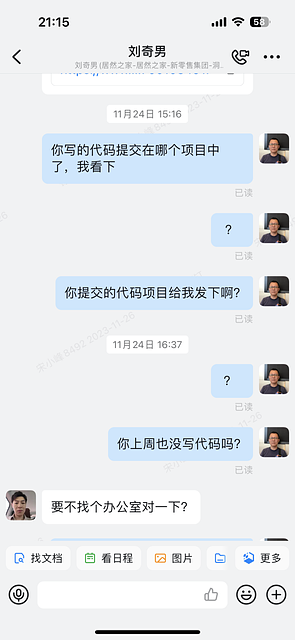 21:15
58
刘奇男
刘奇男(居然之家-居然之家-新零售集团-洞...
11月24日 15:16
你写的代码提交在哪个项目中
了，我看下
已读
？
已读
你提交的代码项目给我发下啊?
已读
11月24日 16:37
？
已读
你上周也没写代码吗?
已读
要不找个办公室对一下?
找文档
看日程
图片
更多